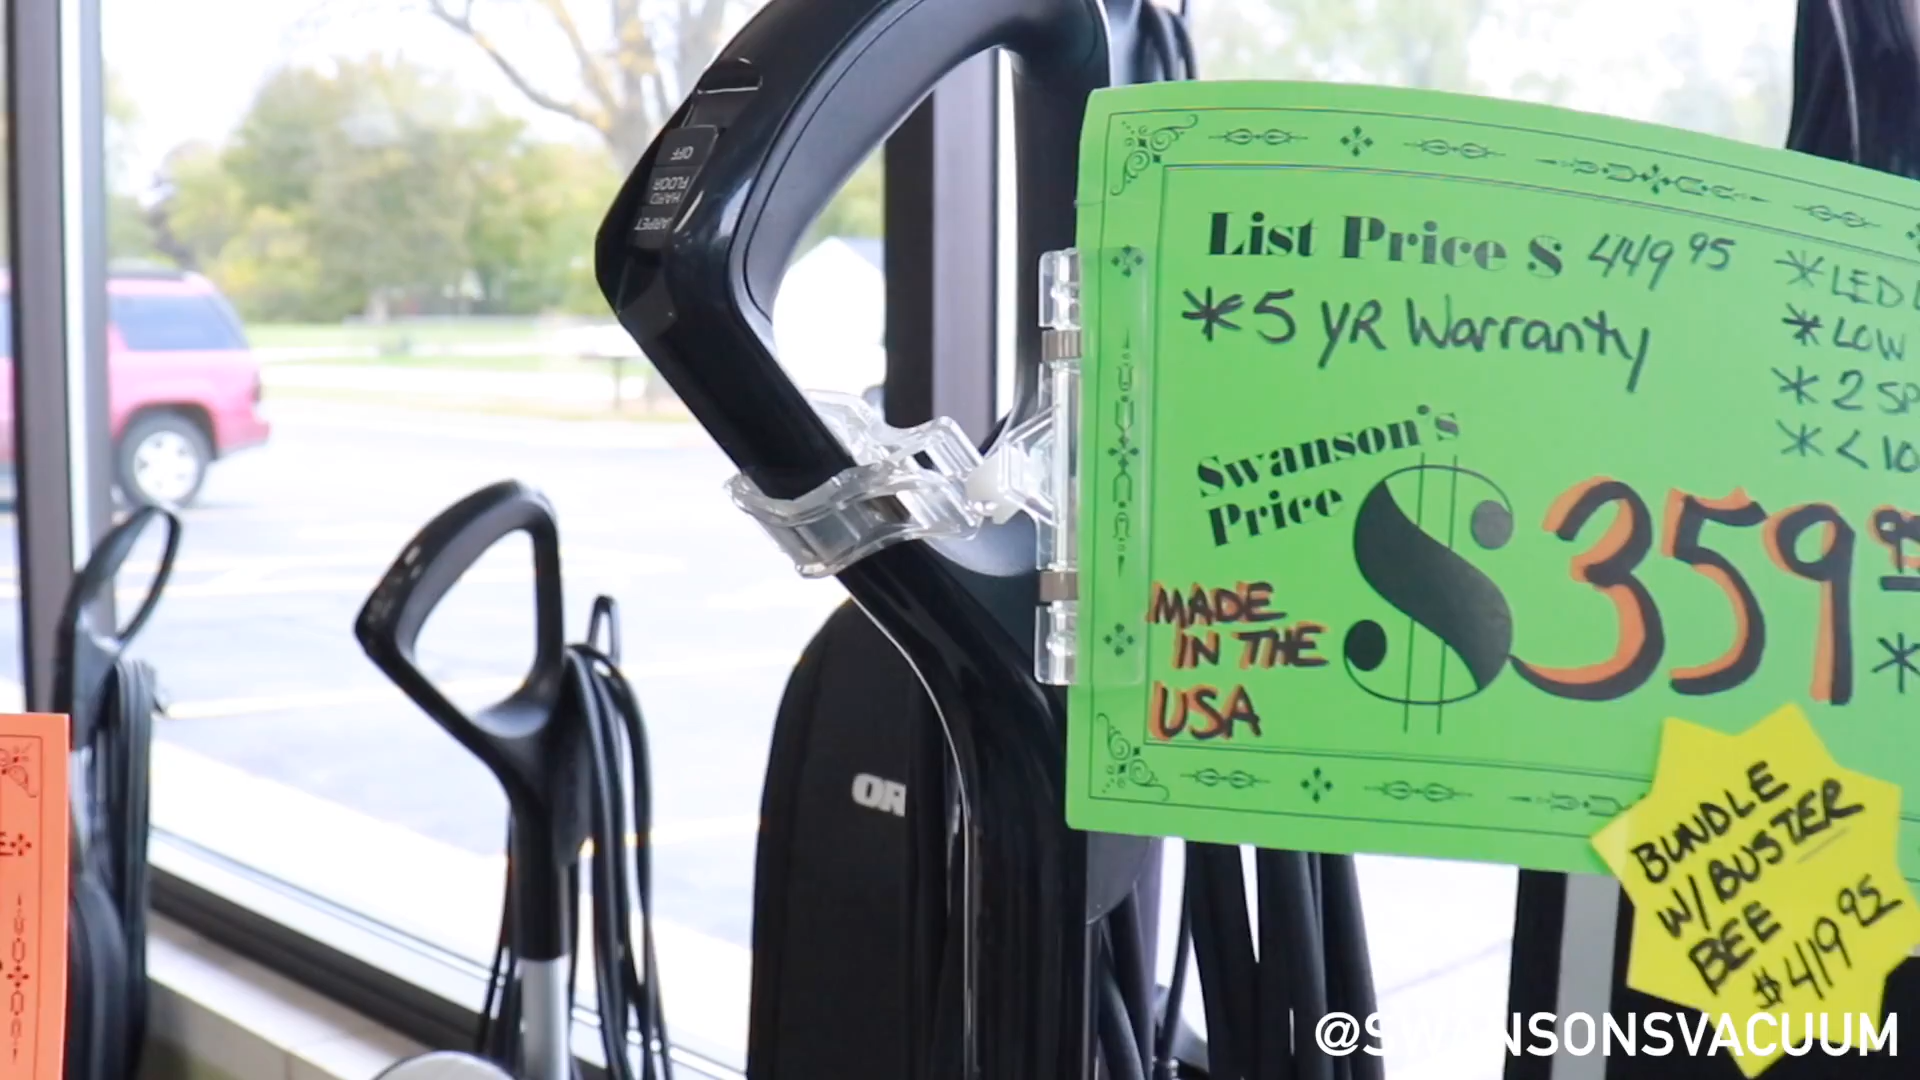 OFF
HARD
FLOOR
CARPET
List Price $ 449 95
*5 YR Warranty
*LED
*LOW
*2 SP
*<10
Swanson's
Price
$359
MADE
IN THE
USA
*
BUNDLE
W/ BUSTER
BEE
$419 95
OR
@SWANSONSVACUUM